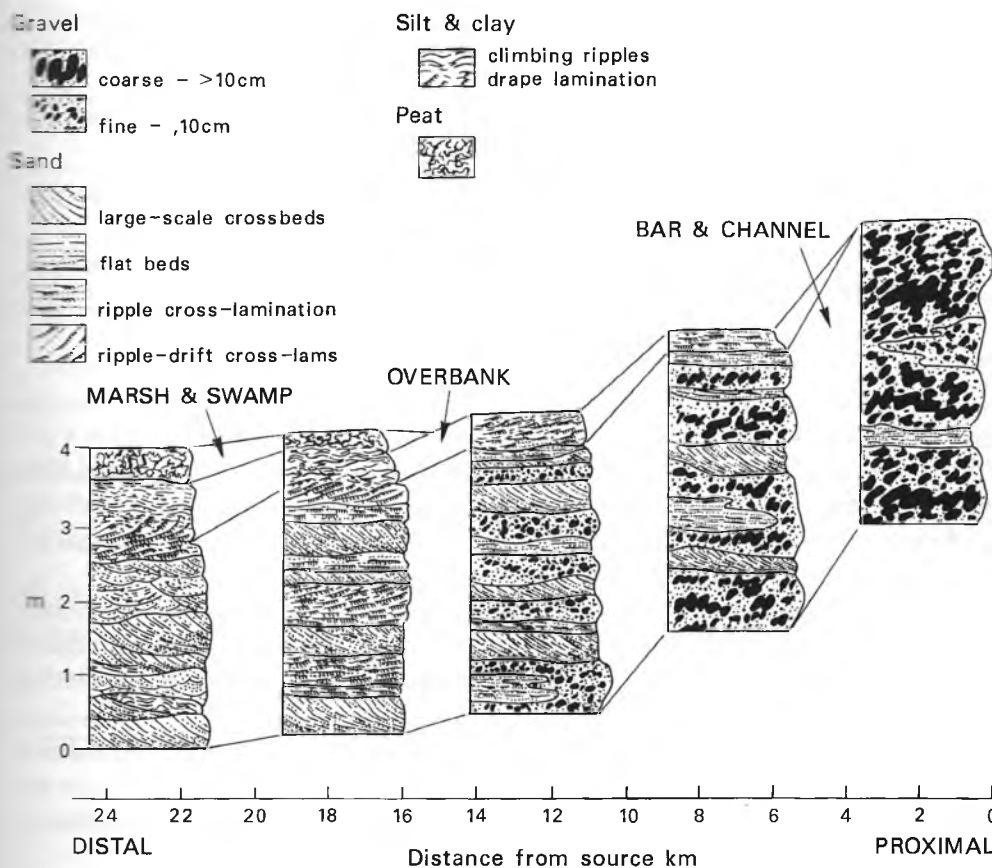 Gravel
coarse - >10cm
fine - ,10cm
Sand
large-scale crossbeds
flat beds
ripple cross-lamination
ripple-drift cross-lams
Silt & clay
climbing ripples
drape lamination
Peat
BAR & CHANNEL
OVERBANK
MARSH & SWAMP
4
3
m 2
1
0
24 22 20 18 16 14 12 10 8 6 4 2 0
DISTAL Distance from source km PROXIMAL